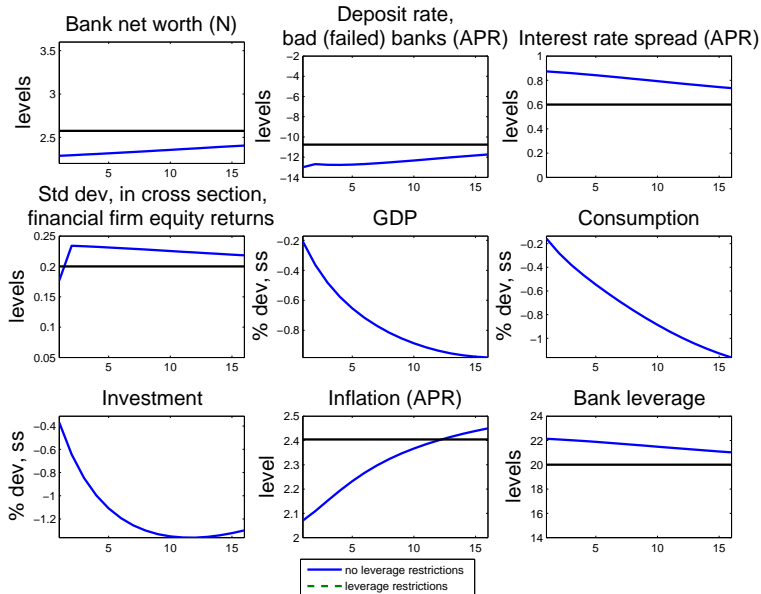 Bank net worth (N)
3.5
3
2.5
levels
5 10 15
Deposit rate,
bad (failed) banks (APR)
−2
−4
−6
−8
−10
−12
−14
levels
5 10 15
Interest rate spread (APR)
1
0.8
0.6
0.4
0.2
0
levels
5 10 15
Std dev, in cross section,
financial firm equity returns
0.25
0.2
0.15
0.1
0.05
levels
5 10 15
GDP
−0.2
−0.4
−0.6
−0.8
% dev, ss
5 10 15
Consumption
−0.2
−0.4
−0.6
−0.8
−1
% dev, ss
5 10 15
Investment
−0.4
−0.6
−0.8
−1
−1.2
% dev, ss
5 10 15
Inflation (APR)
2.5
2.4
2.3
2.2
2.1
2
level
5 10 15
Bank leverage
24
22
20
18
16
14
levels
5 10 15
no leverage restrictions
leverage restrictions